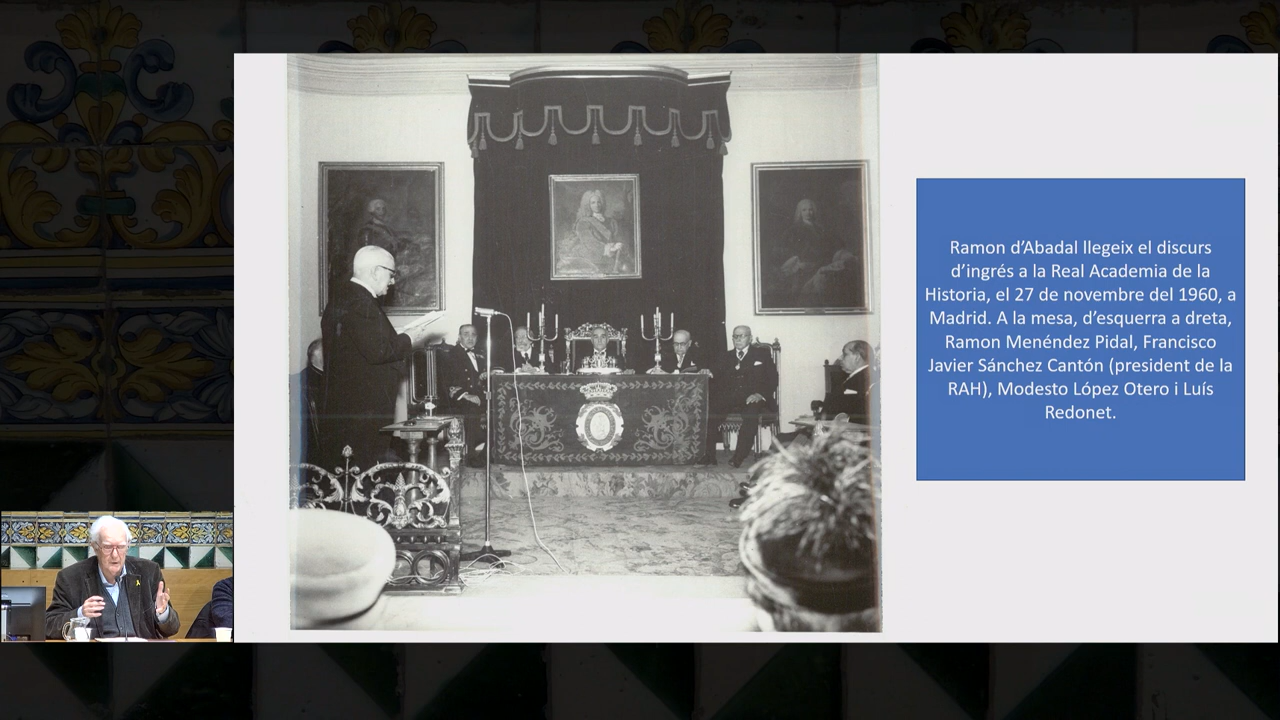 Ramon d’Abadal llegeix el discurs
d’ingrés a la Real Academia de la
Historia, el 27 de novembre del 1960, a
Madrid. A la mesa, d’esquerra a dreta,
Ramon Menéndez Pidal, Francisco
Javier Sánchez Cantón (president de la
RAH), Modesto López Otero i Luís
Redonet.